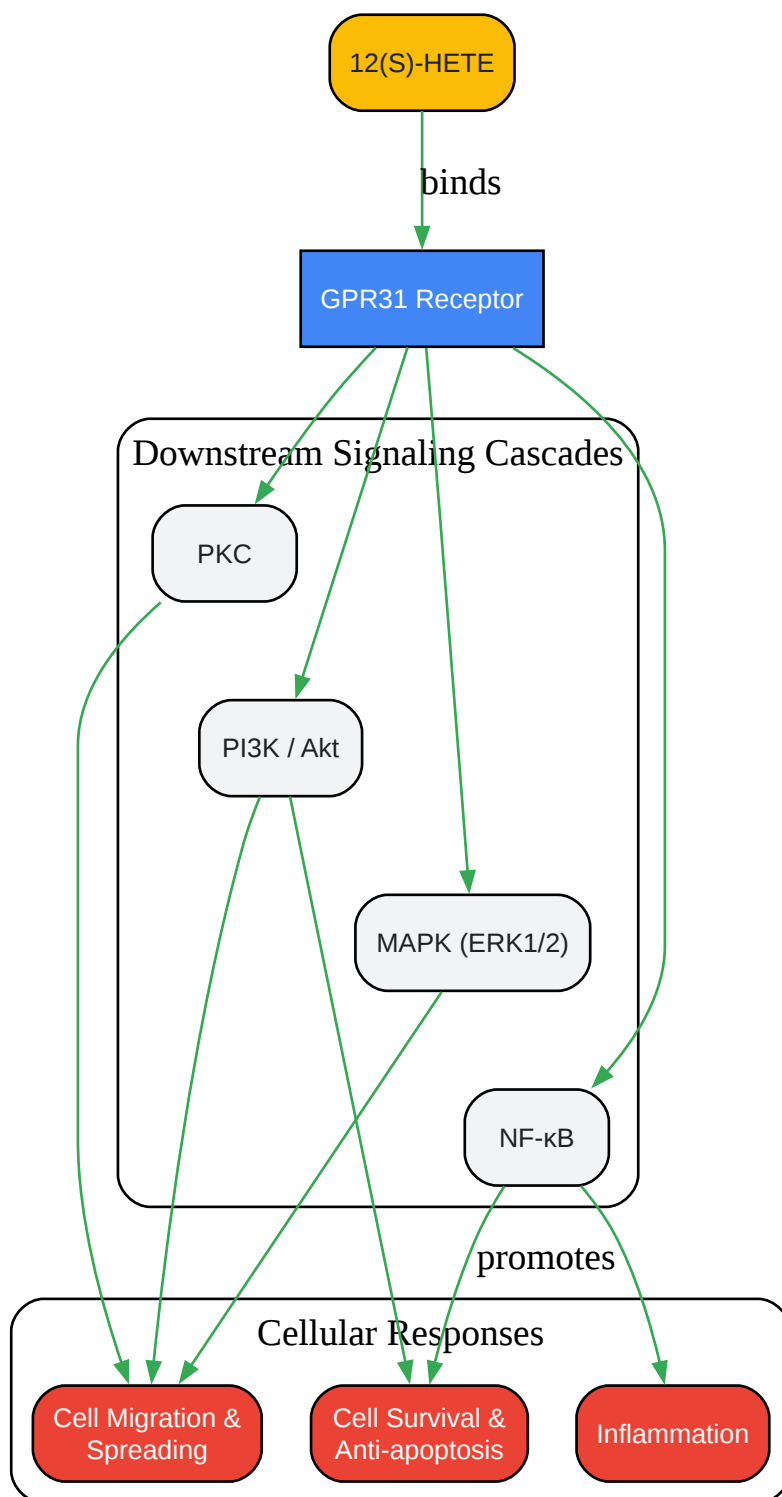 12(S)-HETE
binds
GPR31 Receptor
Downstream Signaling Cascades
PKC
PI3K / Akt
MAPK (ERK1/2)
NF-κB
promotes
Cellular Responses
Cell Migration &
Spreading
Cell Survival &
Anti-apoptosis
Inflammation